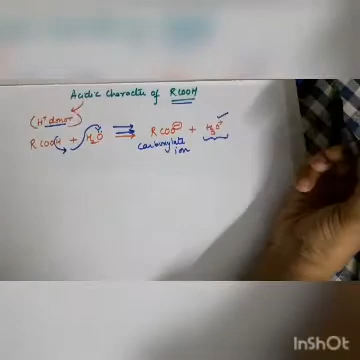 Acidic Character of RCOOH
(H⁺ donor)
RCOOH + H₂O ⇌ RCOO⁻ + H₃O⁺
Carboxylate
ion
InShOt